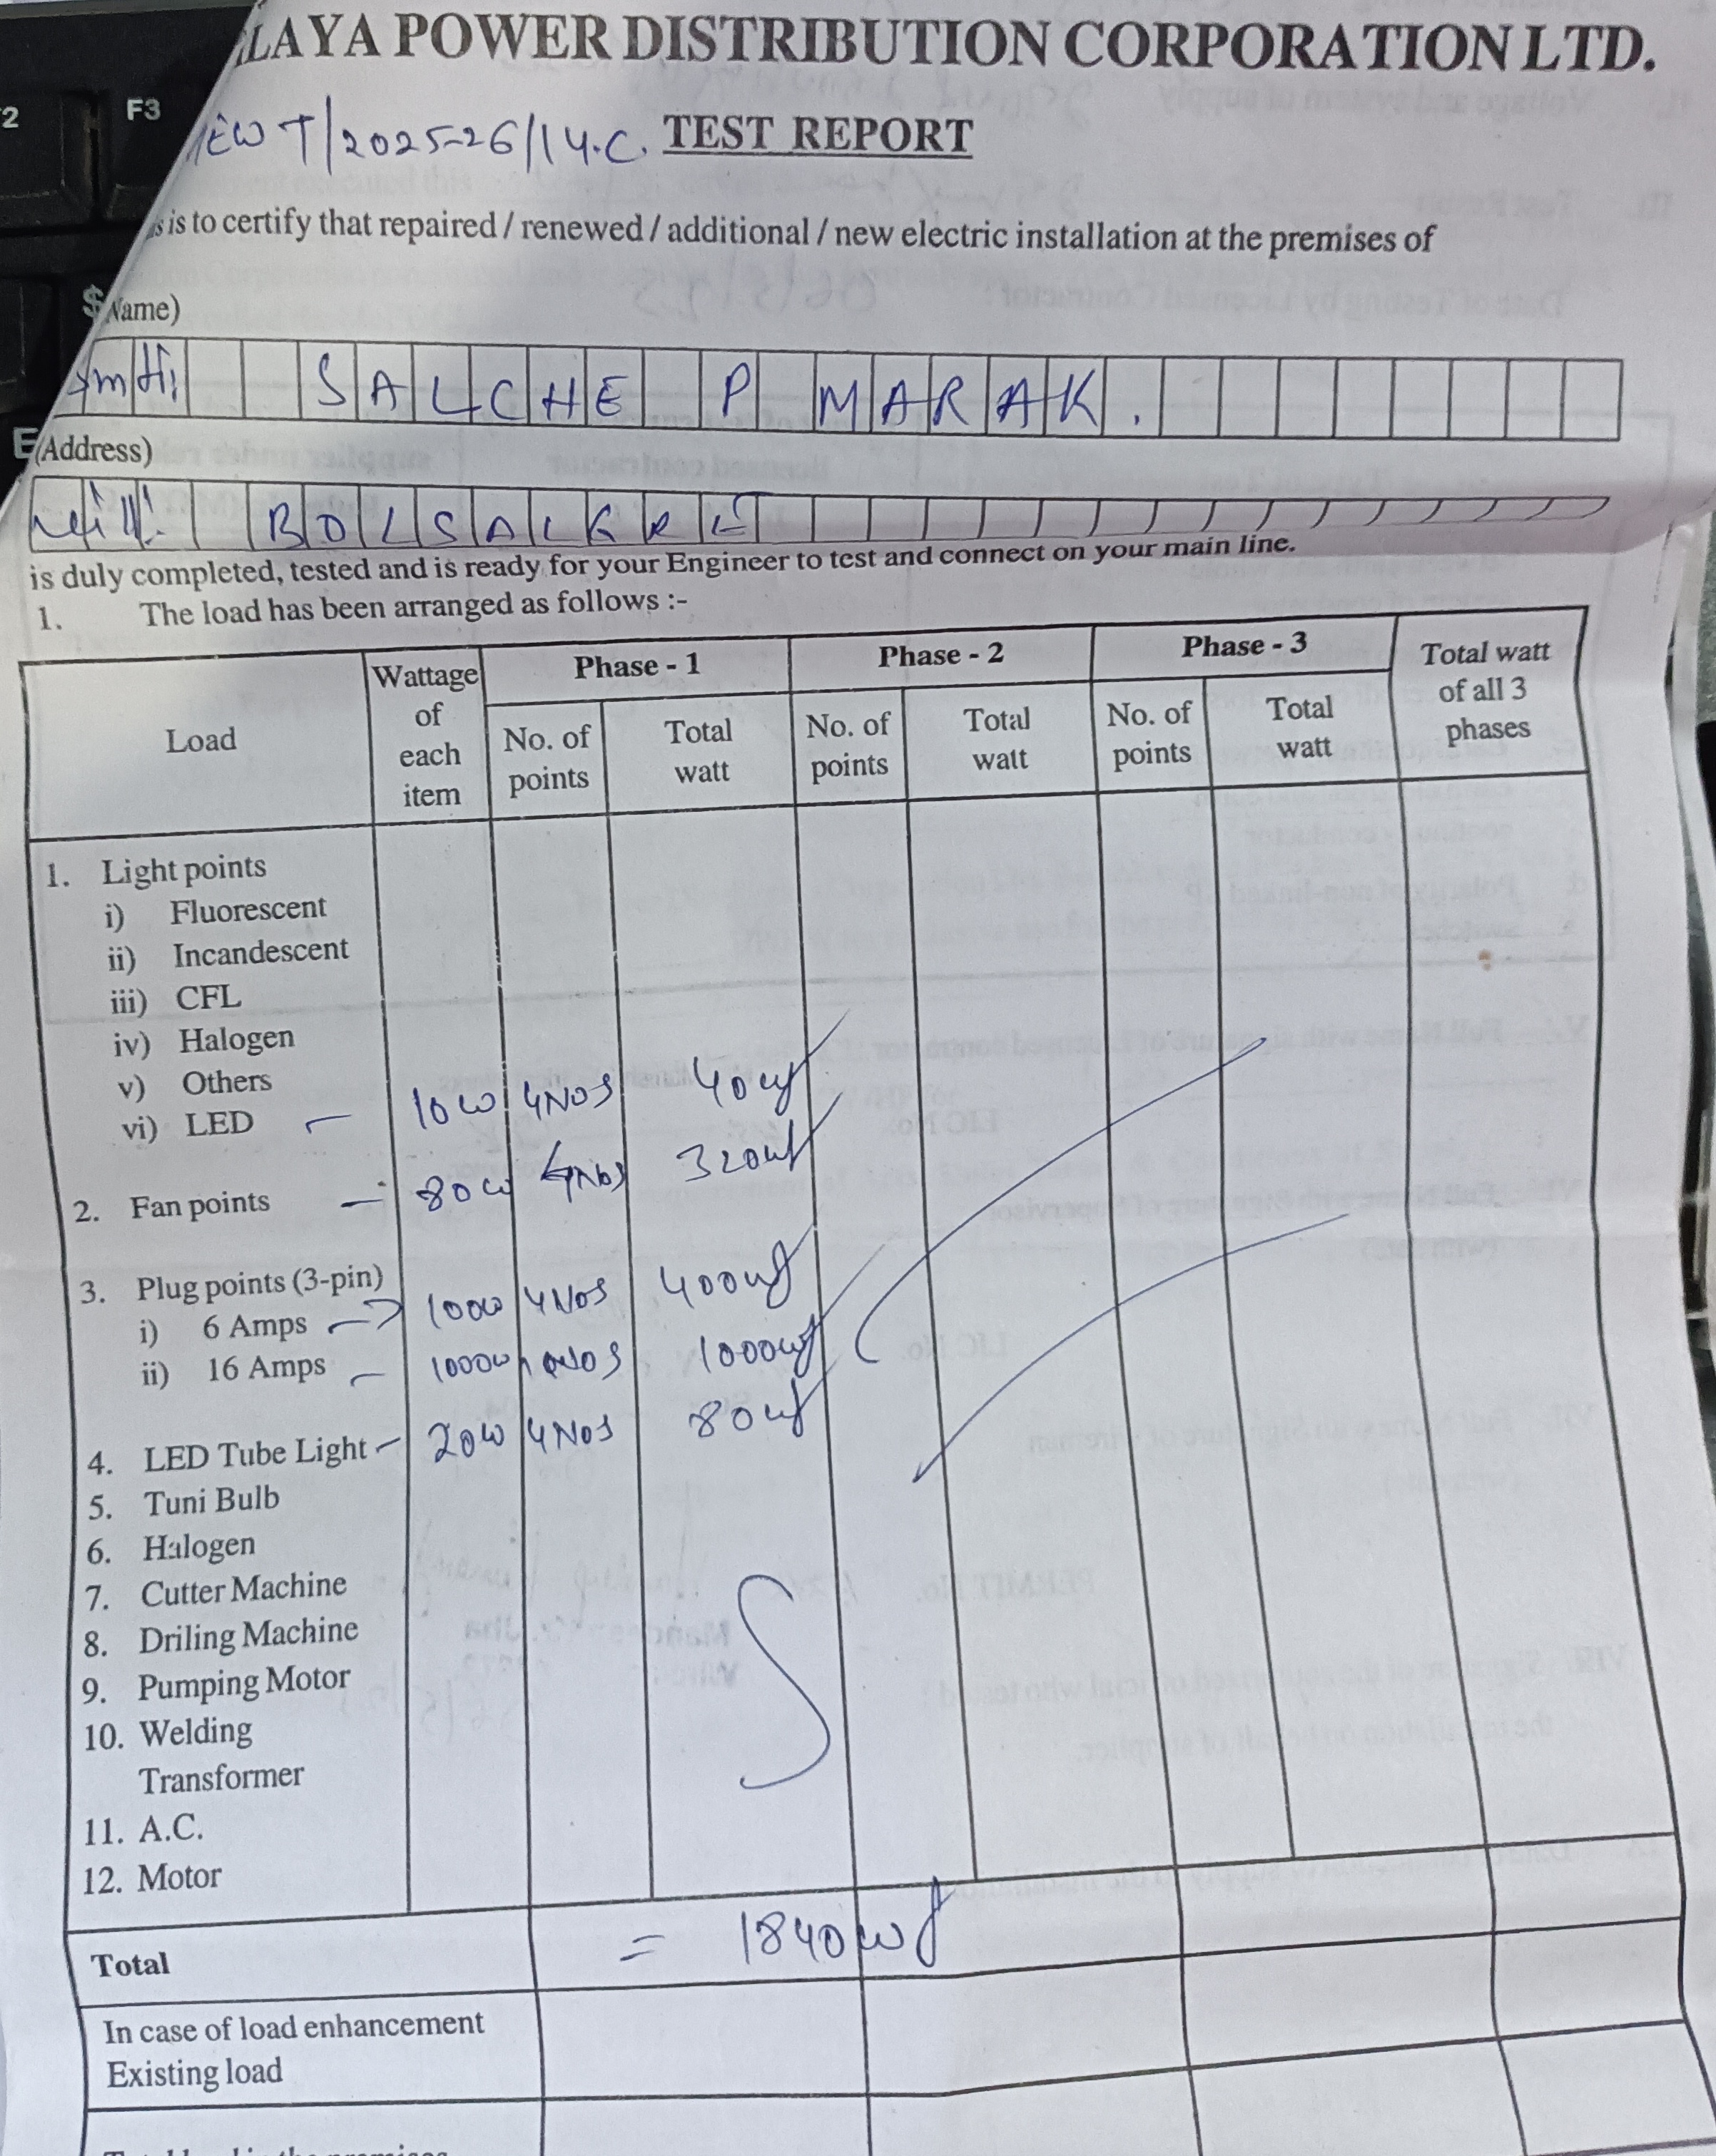 LAYA POWER DISTRIBUTION CORPORATION LTD.
F3
EWT/2025-26/14.C. TEST REPORT
is to certify that repaired / renewed / additional / new electric installation at the premises of
Name)
Smti SALCHE P MARAK.
(Address)
Vill. BOLSALGRE
is duly completed, tested and is ready for your Engineer to test and connect on your main line.
1. The load has been arranged as follows :-
Load Wattage of each item Phase - 1 Phase - 2 Phase - 3 Total watt of all 3 phases
No. of points Total watt No. of points Total watt No. of points Total watt
1. Light points
i) Fluorescent
ii) Incandescent
iii) CFL
iv) Halogen
v) Others
vi) LED - 10W 4NOS 40W
2. Fan points - 80W 4NOS 320W
3. Plug points (3-pin)
i) 6 Amps → 100W 4NOS 400W
ii) 16 Amps - 1000W NOS 1000W
4. LED Tube Light - 20W 4NOS 80W
5. Tuni Bulb
6. Halogen
7. Cutter Machine
8. Driling Machine
9. Pumping Motor
10. Welding
Transformer
11. A.C.
12. Motor
Total = 1840W
In case of load enhancement
Existing load